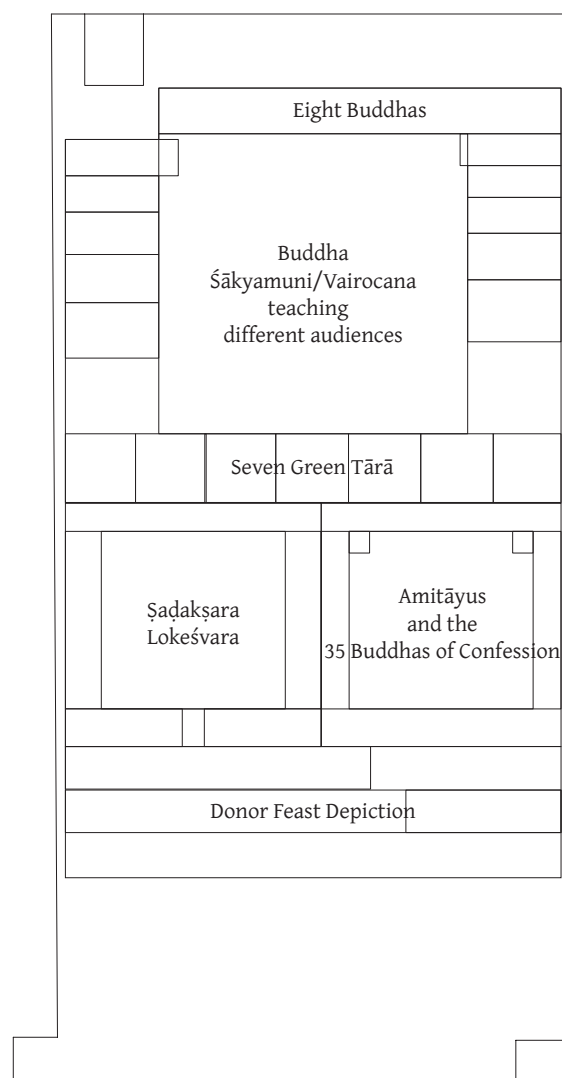 Eight Buddhas
Buddha
Śākyamuni/Vairocana
teaching
different audiences
Seven Green Tārā
Ṣaḍakṣara
Lokeśvara
Amitāyus
and the
35 Buddhas of Confession
Donor Feast Depiction